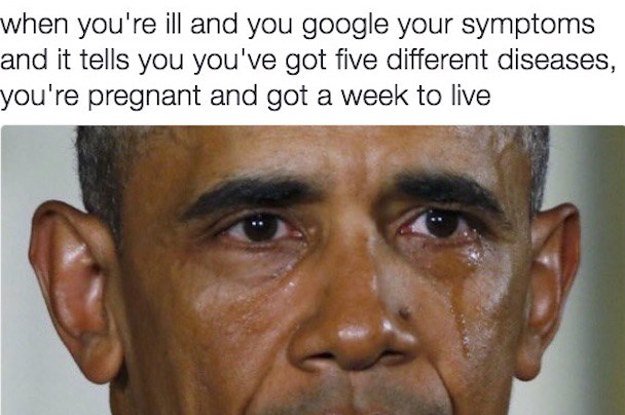 when you're ill and you google your symptoms
and it tells you you've got five different diseases,
you're pregnant and got a week to live